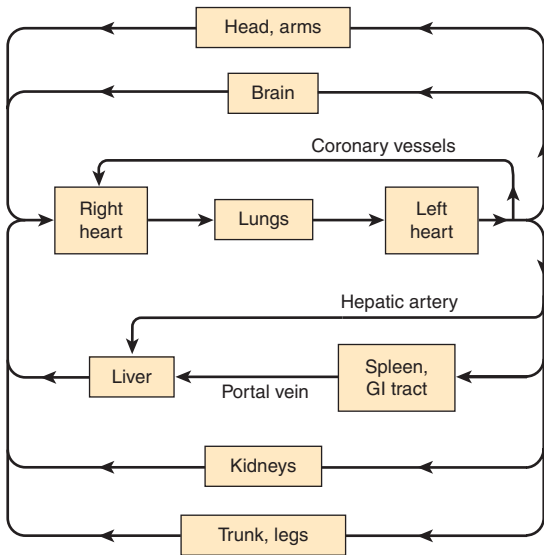 Head, arms
Brain
Coronary vessels
Right
heart
Lungs
Left
heart
Hepatic artery
Liver
Portal vein
Spleen,
GI tract
Kidneys
Trunk, legs